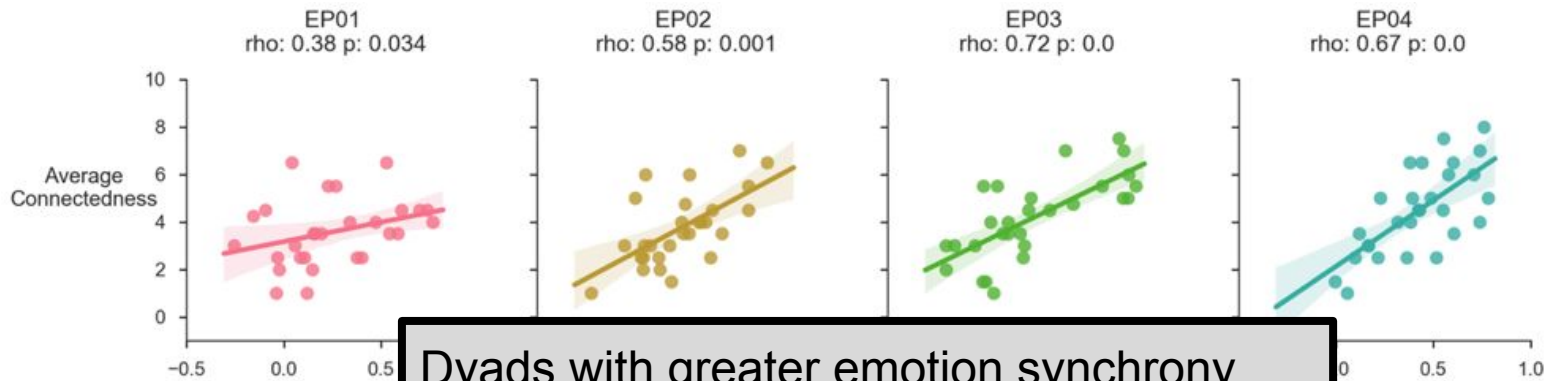 EP01 EP02 EP03 EP04
rho: 0.38 p: 0.034 rho: 0.58 p: 0.001 rho: 0.72 p: 0.0 rho: 0.67 p: 0.0
10
8
Average
Connectedness
6
4
2
0
−0.5 0.0 0.5 0.5 1.0
Dyads with greater emotion synchrony